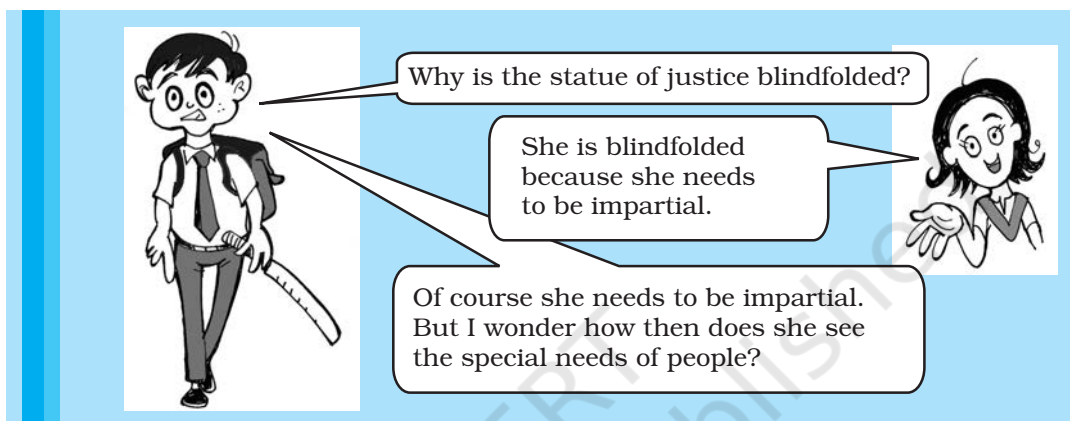 Why is the statue of justice blindfolded?
She is blindfolded
because she needs
to be impartial.
Of course she needs to be impartial.
But I wonder how then does she see
the special needs of people?